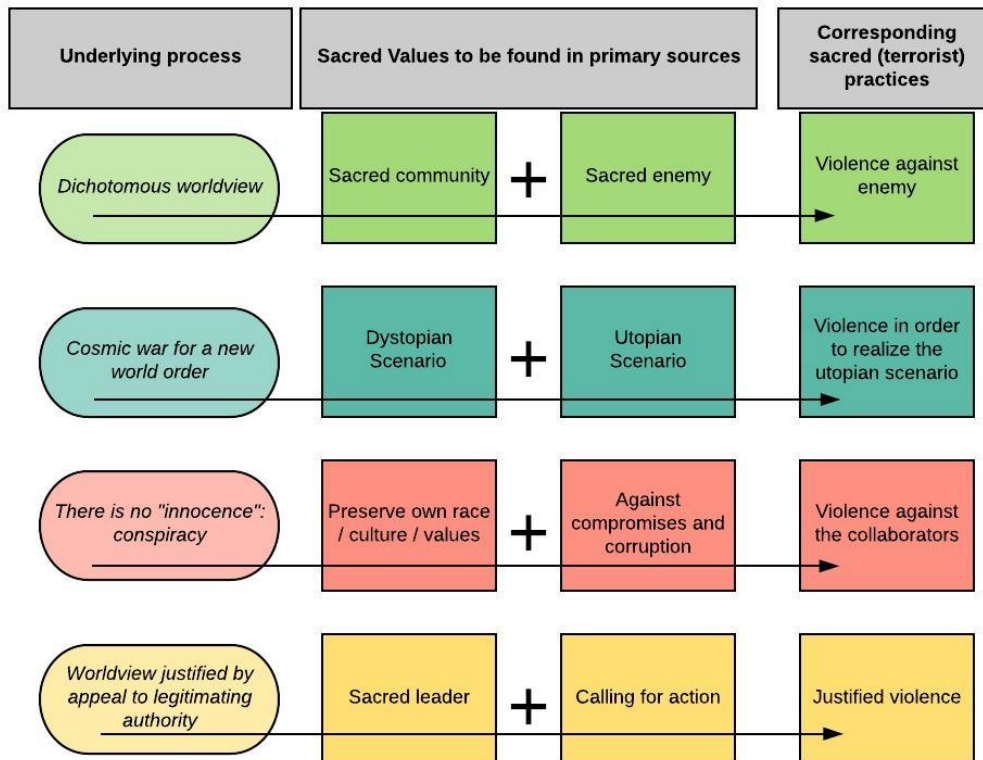 Underlying process
Sacred Values to be found in primary sources
Corresponding
sacred (terrorist)
practices
Dichotomous worldview
Sacred community
+
Sacred enemy
Violence against
enemy
Cosmic war for a new
world order
Dystopian
Scenario
+
Utopian
Scenario
Violence in order
to realize the
utopian scenario
There is no "innocence":
conspiracy
Preserve own race
/ culture / values
+
Against
compromises and
corruption
Violence against
the collaborators
Worldview justified by
appeal to legitimating
authority
Sacred leader
+
Calling for action
Justified violence